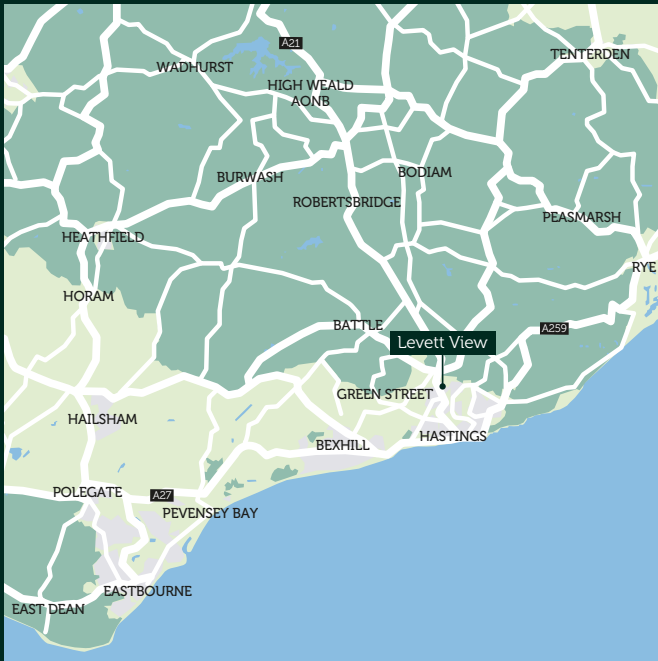 A21
TENTERDEN
WADHURST
HIGH WEALD
AONB
BURWASH
BODIAM
ROBERTSBRIDGE
PEASMARSH
HEATHFIELD
RYE
HORAM
BATTLE
A259
Levett View
GREEN STREET
HAILSHAM
HASTINGS
BEXHILL
POLEGATE
A27
PEVENSEY BAY
EASTBOURNE
EAST DEAN